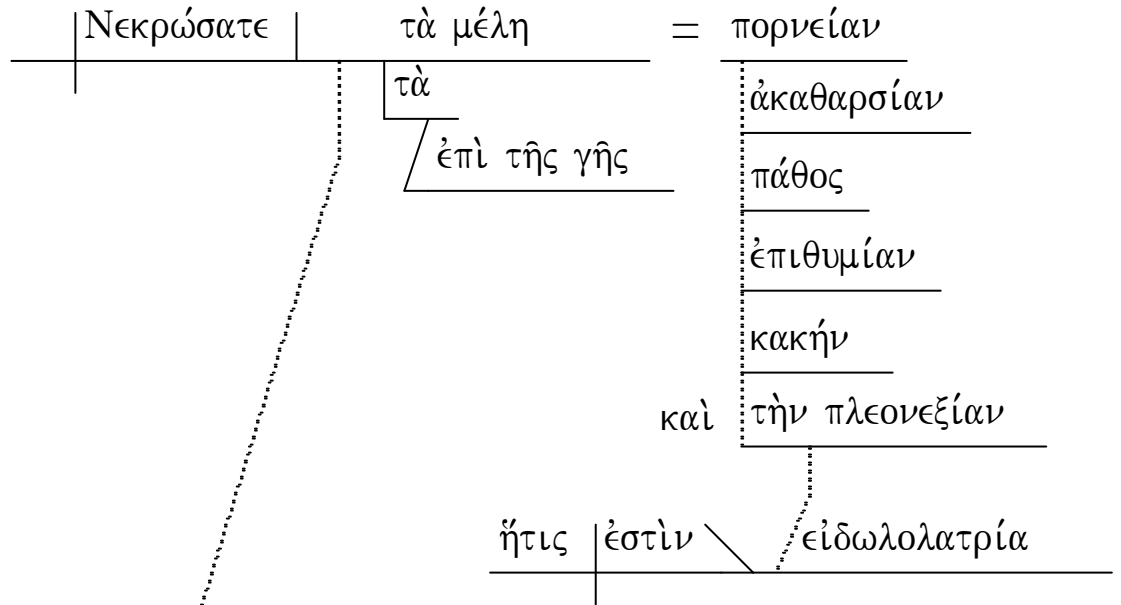 Νεκρώσατε τὰ μέλη = πορνείαν
τὰ
ἀκαθαρσίαν
ἐπὶ τῆς γῆς
πάθος
ἐπιθυμίαν
κακήν
καὶ τὴν πλεονεξίαν
ἥτις ἐστὶν εἰδωλολατρία